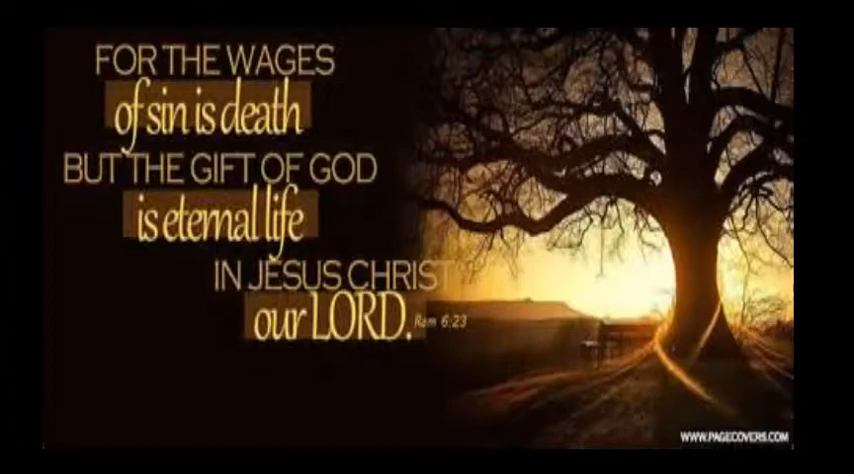 FOR THE WAGES
of sin is death
BUT THE GIFT OF GOD
is eternal life
IN JESUS CHRIST
our LORD.
Rom 6:23
WWW.PAGECOVERS.COM